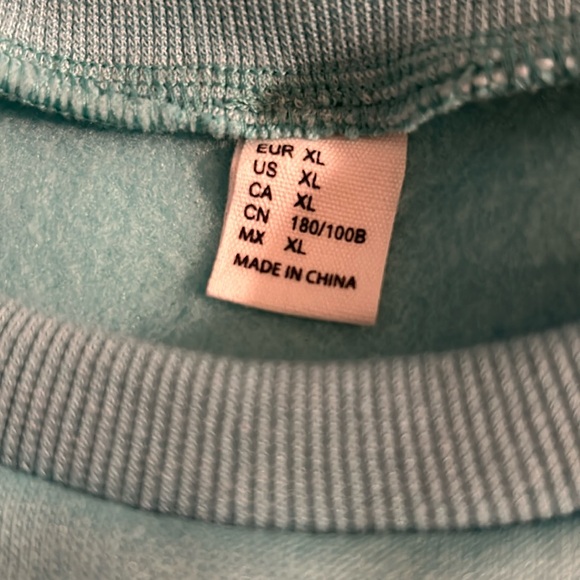 EUR XL
US XL
CA XL
CN 180/100B
MX XL
MADE IN CHINA